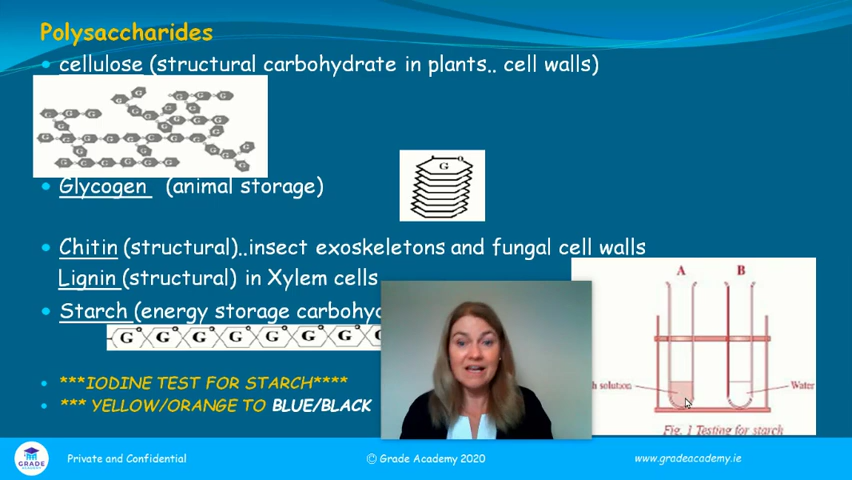 Polysaccharides
cellulose (structural carbohydrate in plants.. cell walls)
G
Glycogen (animal storage)
Chitin (structural)..insect exoskeletons and fungal cell walls
Lignin (structural) in Xylem cells
Starch (energy storage
G G G G G G G
***IODINE TEST FOR STARCH****
*** YELLOW/ORANGE TO BLUE/BLACK
A B
solution Water
Fig. 1 Testing for starch
GRADE
ACADEMY
Private and Confidential
© Grade Academy 2020
www.gradeacademy.ie